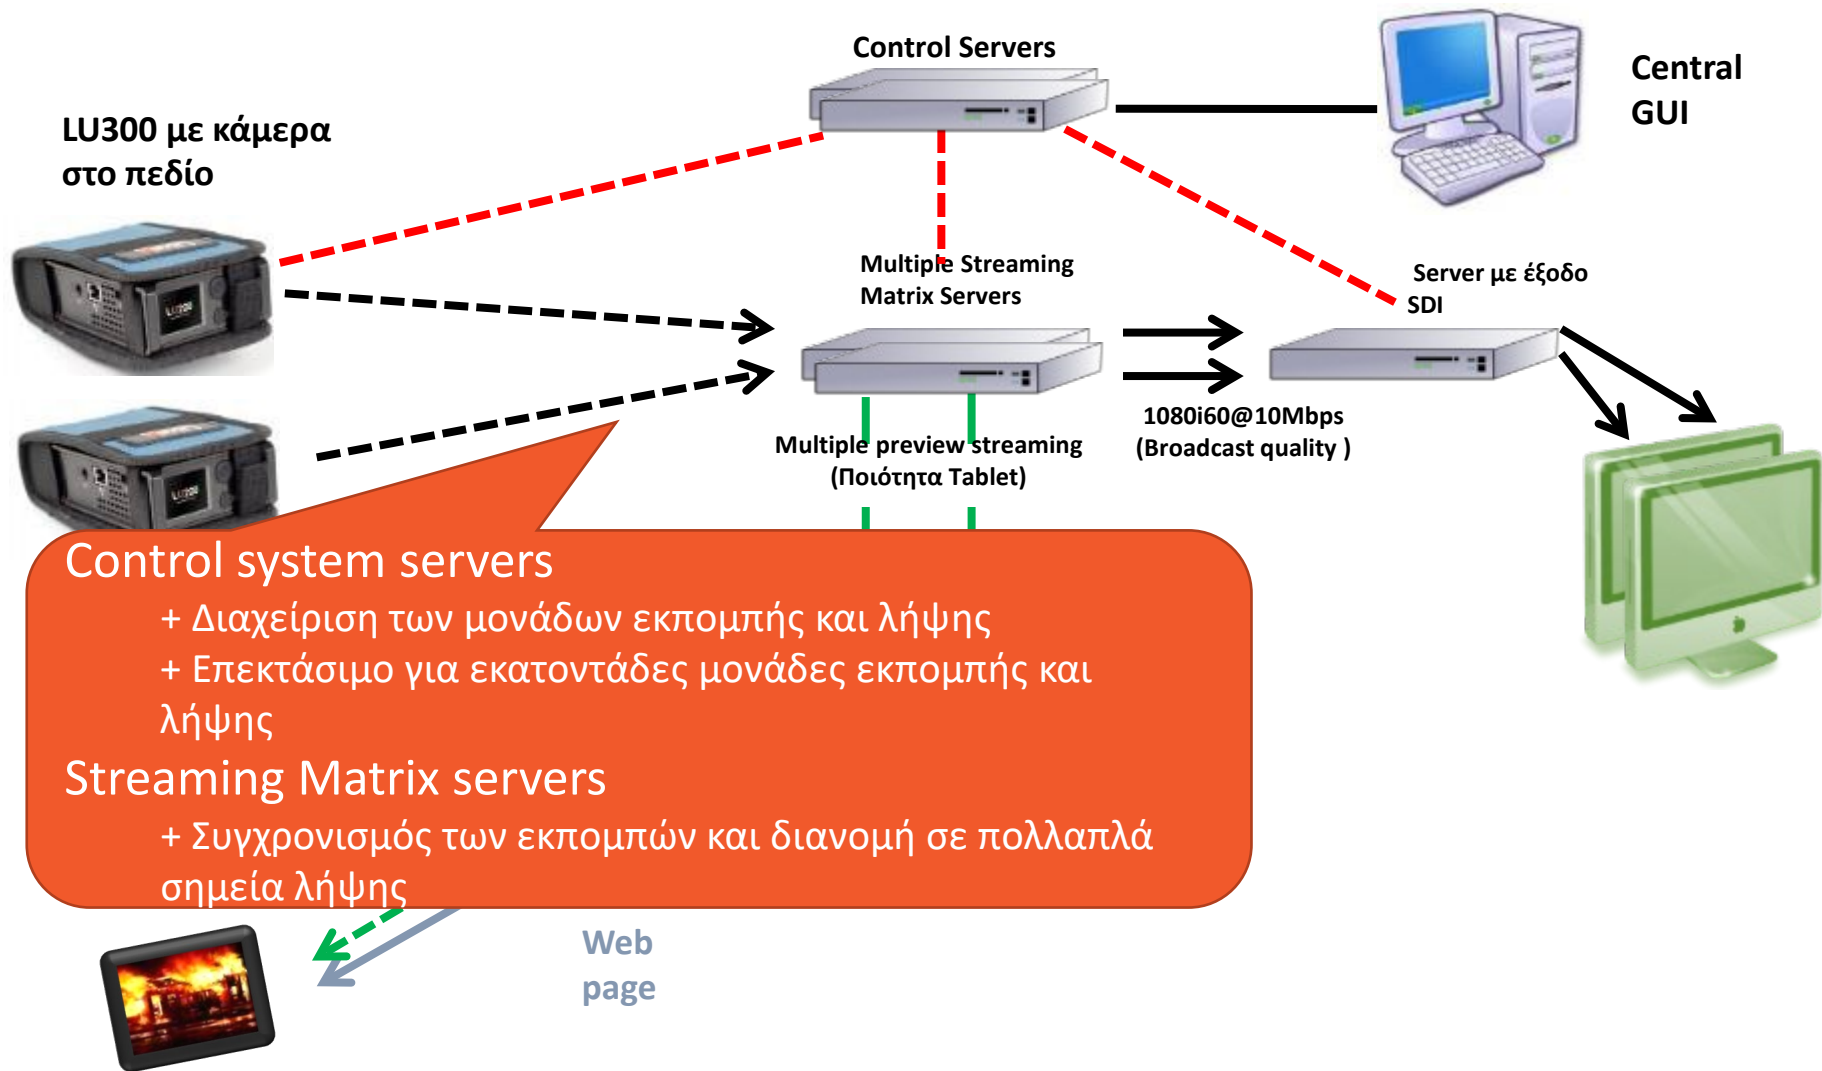 Control Servers
Central
GUI
LU300 με κάμερα
στο πεδίο
Multiple Streaming
Matrix Servers
Server με έξοδο
SDI
LU300
1080i60@10Mbps
(Broadcast quality )
Multiple preview streaming
(Ποιότητα Tablet)
Control system servers
+ Διαχείριση των μονάδων εκπομπής και λήψης
+ Επεκτάσιμο για εκατοντάδες μονάδες εκπομπής και
λήψης
Streaming Matrix servers
+ Συγχρονισμός των εκπομπών και διανομή σε πολλαπλά
σημεία λήψης
Web
page